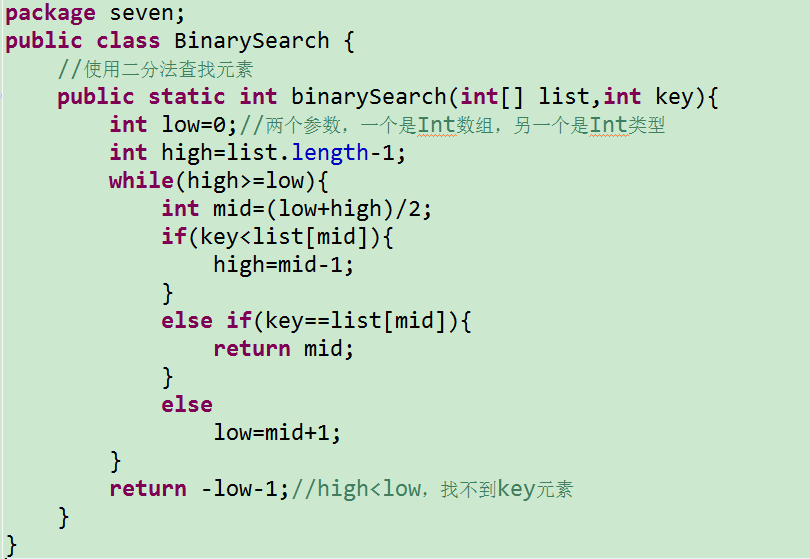 package seven;
public class BinarySearch {
    //使用二分法查找元素
    public static int binarySearch(int[] list,int key){
        int low=0;//两个参数，一个是Int数组，另一个是Int类型
        int high=list.length-1;
        while(high>=low){
            int mid=(low+high)/2;
            if(key<list[mid]){
                high=mid-1;
            }
            else if(key==list[mid]){
                return mid;
            }
            else
                low=mid+1;
        }
        return -low-1;//high<low，找不到key元素
    }
}